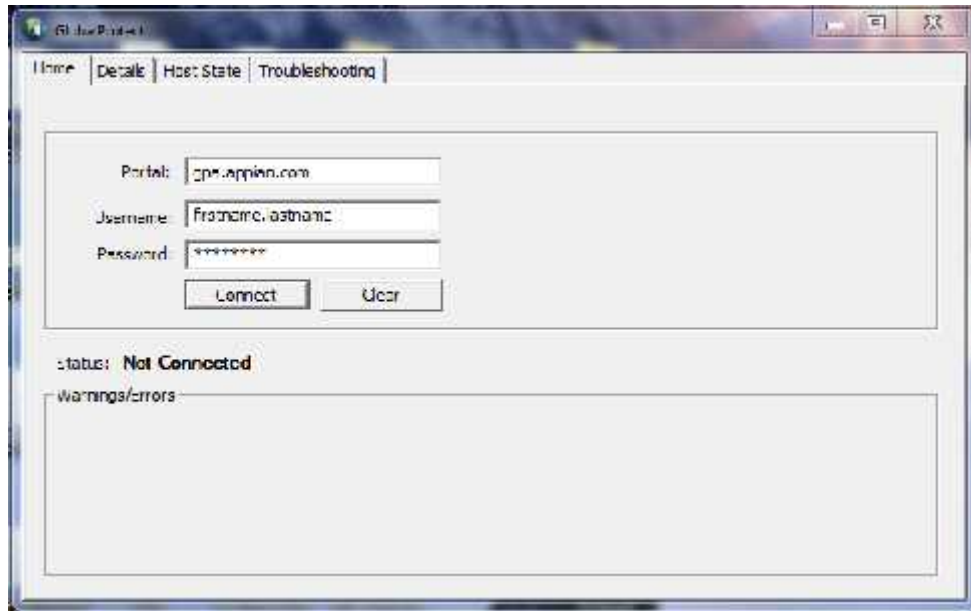 GlobalProtect
Home Details Host State Troubleshooting
Portal: .appian.com
Username: firstname.lastname
Password: ********
Connect Clear
Status: Not Connected
Warnings/Errors